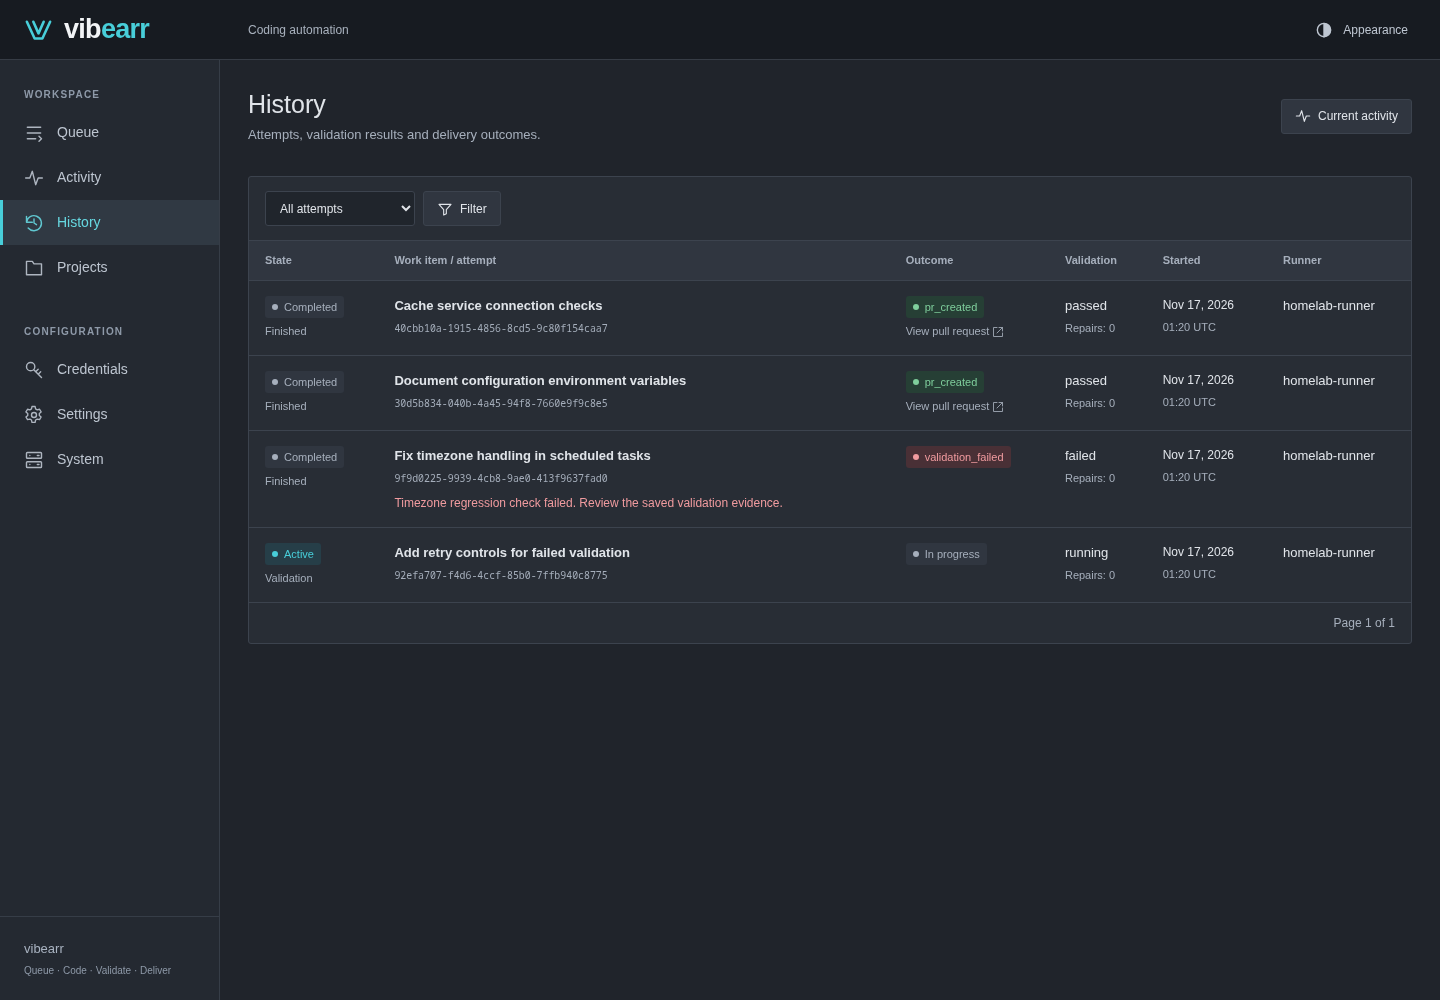 vibearr
Coding automation
Appearance
WORKSPACE
Queue
Activity
History
Projects
CONFIGURATION
Credentials
Settings
System
vibearr
Queue · Code · Validate · Deliver
History
Attempts, validation results and delivery outcomes.
Current activity
All attempts
Filter
State Work item / attempt Outcome Validation Started Runner
Completed Cache service connection checks pr_created passed Nov 17, 2026 homelab-runner
Finished 40cbb10a-1915-4856-8cd5-9c80f154caa7 View pull request Repairs: 0 01:20 UTC
Completed Document configuration environment variables pr_created passed Nov 17, 2026 homelab-runner
Finished 30d5b834-040b-4a45-94f8-7660e9f9c8e5 View pull request Repairs: 0 01:20 UTC
Completed Fix timezone handling in scheduled tasks validation_failed failed Nov 17, 2026 homelab-runner
Finished 9f9d0225-9939-4cb8-9ae0-413f9637fad0 Repairs: 0 01:20 UTC
Timezone regression check failed. Review the saved validation evidence.
Active Add retry controls for failed validation In progress running Nov 17, 2026 homelab-runner
Validation 92efa707-f4d6-4ccf-85b0-7ffb940c8775 Repairs: 0 01:20 UTC
Page 1 of 1